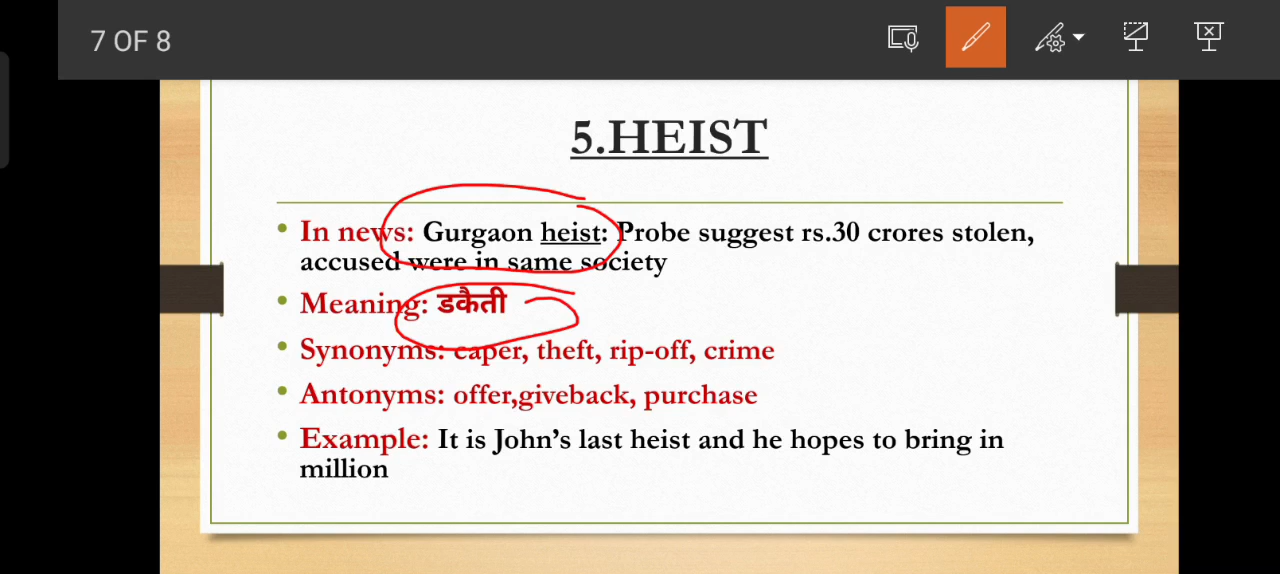 7 OF 8
5.HEIST
In news: Gurgaon heist: Probe suggest rs.30 crores stolen,
accused were in same society
Meaning: डकैती
Synonyms: caper, theft, rip-off, crime
Antonyms: offer,giveback, purchase
Example: It is John’s last heist and he hopes to bring in
million